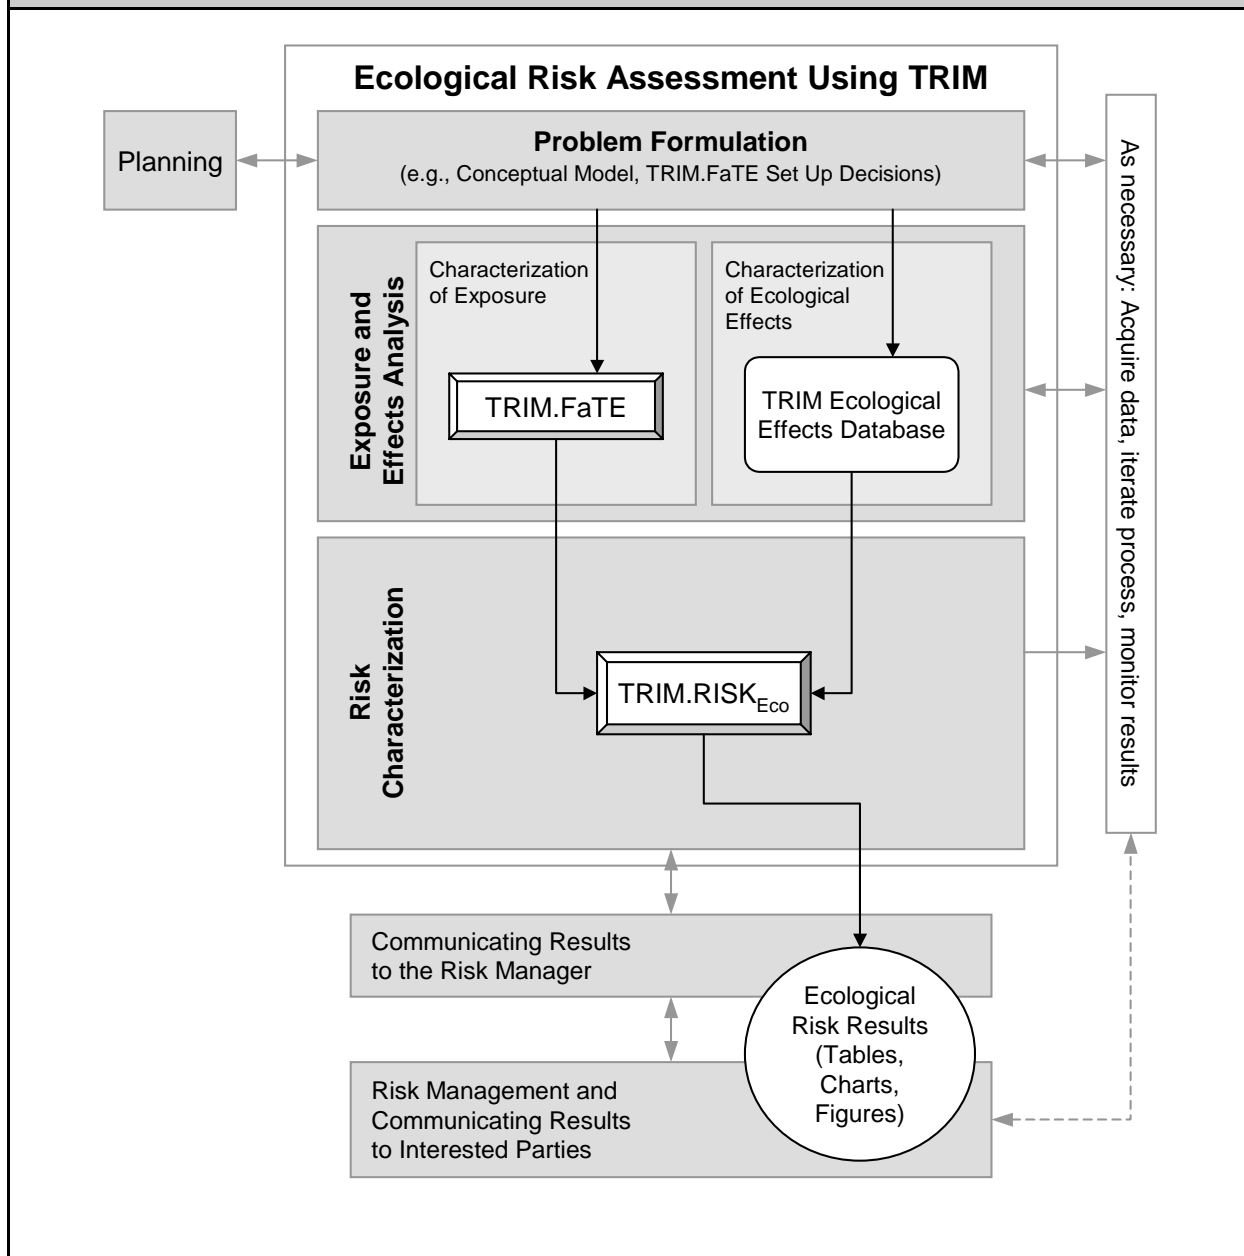 Ecological Risk Assessment Using TRIM
Planning
Problem Formulation
(e.g., Conceptual Model, TRIM.FaTE Set Up Decisions)
Exposure and
Effects Analysis
Characterization
of Exposure
TRIM.FaTE
Characterization
of Ecological
Effects
TRIM Ecological
Effects Database
Risk
Characterization
TRIM.RISKEco
As necessary: Acquire data, iterate process, monitor results
Communicating Results
to the Risk Manager
Ecological
Risk Results
(Tables,
Charts,
Figures)
Risk Management and
Communicating Results
to Interested Parties